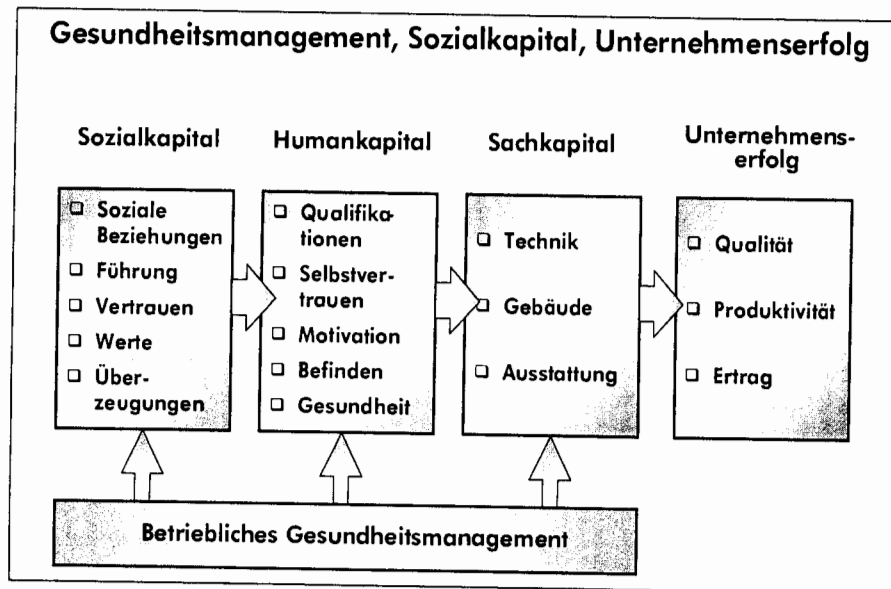 Gesundheitsmanagement, Sozialkapital, Unternehmenserfolg
Sozialkapital
Soziale
Beziehungen
Führung
Vertrauen
Werte
Über-
zeugungen
Humankapital
Qualifika-
tionen
Selbstver-
trauen
Motivation
Befinden
Gesundheit
Sachkapital
Technik
Gebäude
Ausstattung
Unternehmens-
erfolg
Qualität
Produktivität
Ertrag
Betriebliches Gesundheitsmanagement